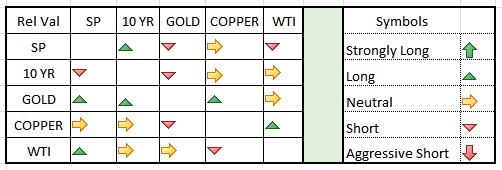 Rel Val SP 10 YR GOLD COPPER WTI Symbols
SP Strongly Long
10 YR Long
GOLD Neutral
COPPER Short
WTI Aggressive Short